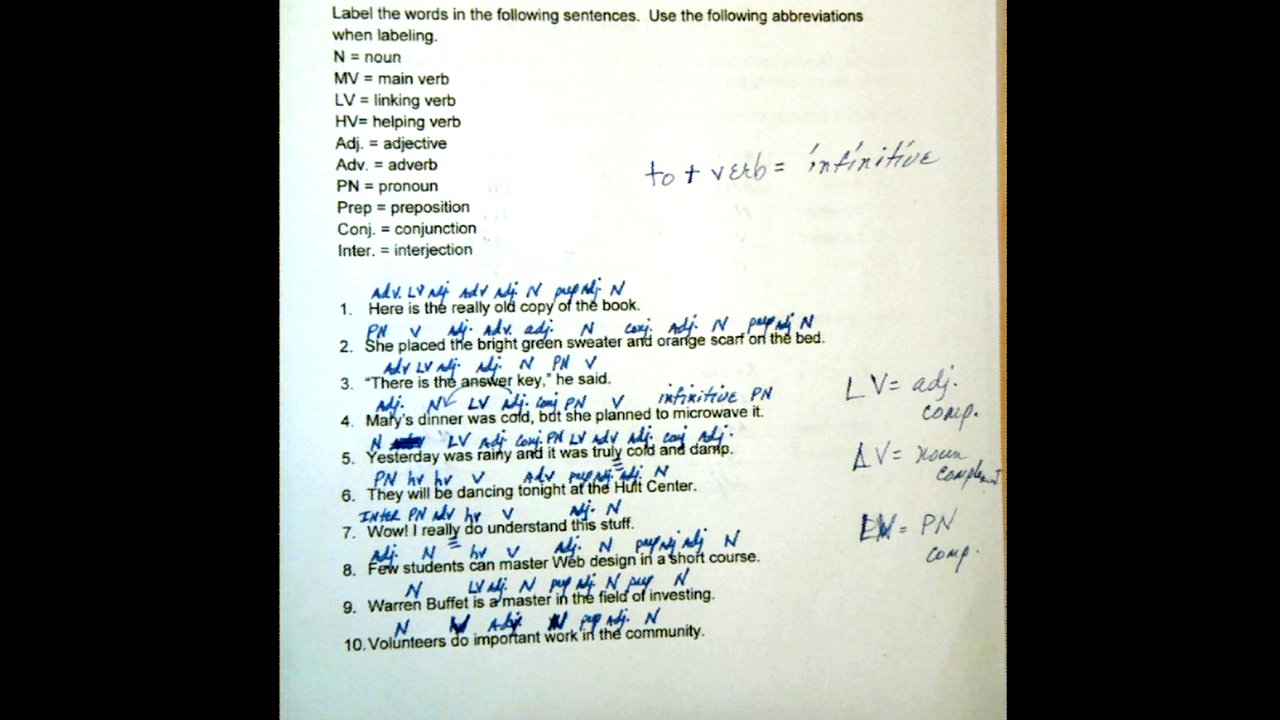 Label the words in the following sentences. Use the following abbreviations
when labeling.
N = noun
MV = main verb
LV = linking verb
HV= helping verb
Adj. = adjective
Adv. = adverb
to + verb = infinitive
PN = pronoun
Prep = preposition
Conj. = conjunction
Inter. = interjection
Adv. LV Adj. Adv Adj. N prep Adj. N
1. Here is the really old copy of the book.
PN V Adj. Adv. adj. N conj. Adj. N prep Adj N
2. She placed the bright green sweater and orange scarf on the bed.
Adv LV Adj. Adj. N PN V
3. "There is the answer key," he said.
Adj. N LV Adj. conj PN V infinitive PN
LV = adj. comp.
4. Mary's dinner was cold, but she planned to microwave it.
N LV Adj conj. PN LV Adv Adj. conj Adj.
5. Yesterday was rainy and it was truly cold and damp.
LV = noun
PN hv hv V Adv prep Adj. Adj. N
6. They will be dancing tonight at the Hult Center.
Inter PN Adv hv V Adj. N
7. Wow! I really do understand this stuff.
LV = PN comp.
Adj. N hv V Adj. N prep Adj Adj N
8. Few students can master Web design in a short course.
N LV Adj. N prep Adj N prep N
9. Warren Buffet is a master in the field of investing.
N V Adj N prep Adj. N
10. Volunteers do important work in the community.